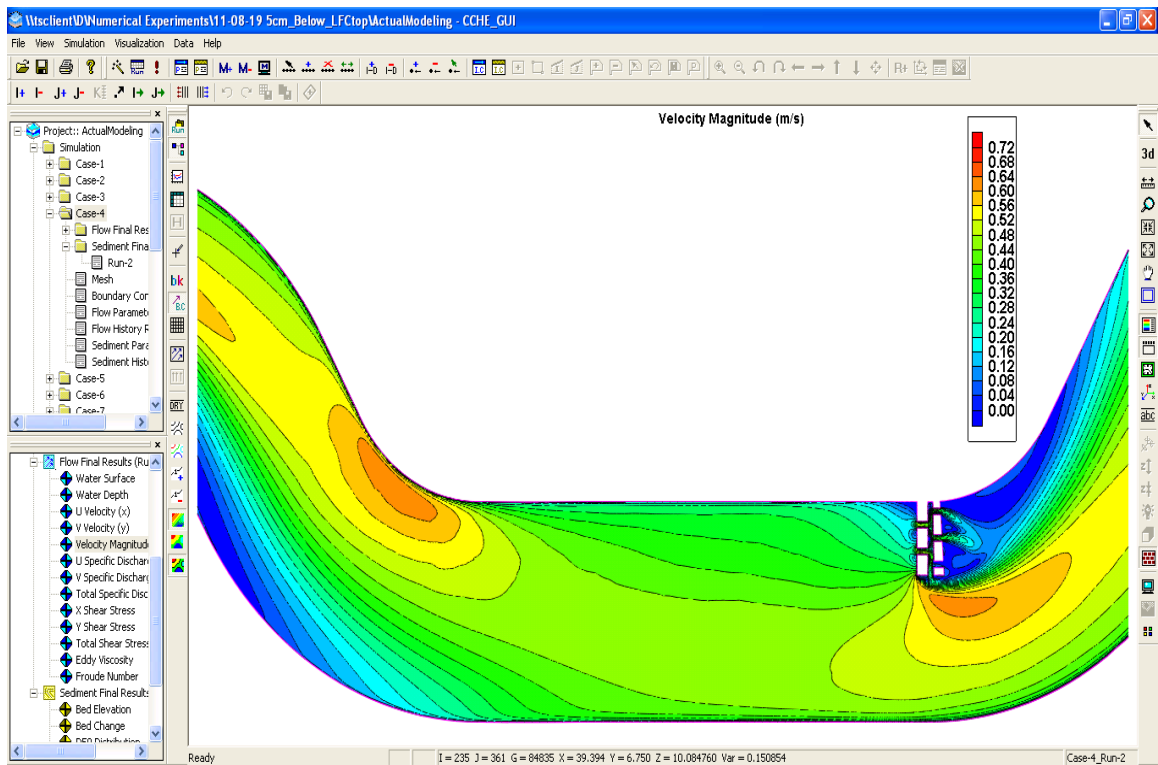 \\tsclient\D\Numerical Experiments\11-08-19 5cm_Below_LFCtop\ActualModeling - CCHE_GUI
File View Simulation Visualization Data Help
Project:: ActualModeling
Simulation
Case-1
Case-2
Case-3
Case-4
Flow Final Res
Sediment Fina
Run-2
Mesh
Boundary Con
Flow Paramete
Flow History R
Sediment Para
Sediment Histo
Case-5
Case-6
Case-7
Flow Final Results (Ru
Water Surface
Water Depth
U Velocity (x)
V Velocity (y)
Velocity Magnitude
U Specific Discharg
V Specific Discharg
Total Specific Disc
X Shear Stress
Y Shear Stress
Total Shear Stress
Eddy Viscosity
Froude Number
Sediment Final Results
Bed Elevation
Bed Change
Run
H
bk
B.C
DRY
Velocity Magnitude (m/s)
0.72
0.68
0.64
0.60
0.56
0.52
0.48
0.44
0.40
0.36
0.32
0.28
0.24
0.20
0.16
0.12
0.08
0.04
0.00
3d
abc
Ready
I = 235 J = 361 G = 84835 X = 39.394 Y = 6.750 Z = 10.084760 Var = 0.150854
Case-4_Run-2